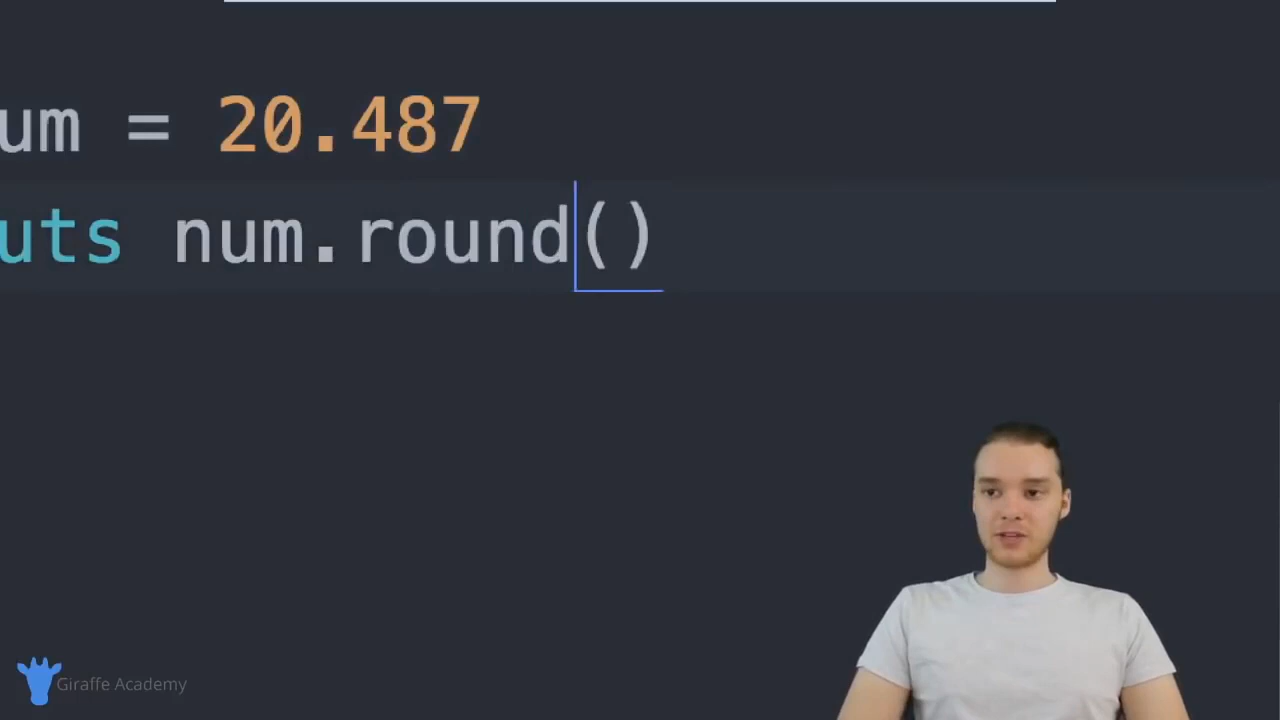 um = 20.487
uts num.round()
Giraffe Academy